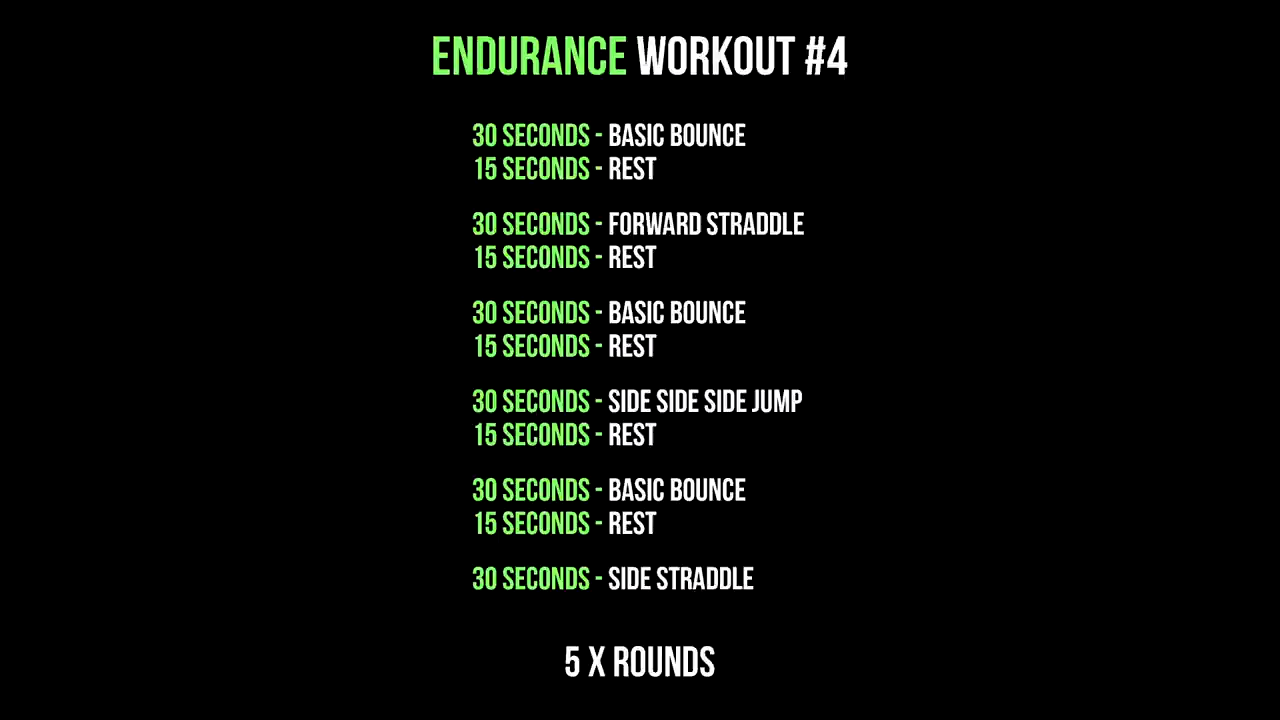 ENDURANCE WORKOUT #4
30 SECONDS - BASIC BOUNCE
15 SECONDS - REST
30 SECONDS - FORWARD STRADDLE
15 SECONDS - REST
30 SECONDS - BASIC BOUNCE
15 SECONDS - REST
30 SECONDS - SIDE SIDE SIDE JUMP
15 SECONDS - REST
30 SECONDS - BASIC BOUNCE
15 SECONDS - REST
30 SECONDS - SIDE STRADDLE
5 X ROUNDS